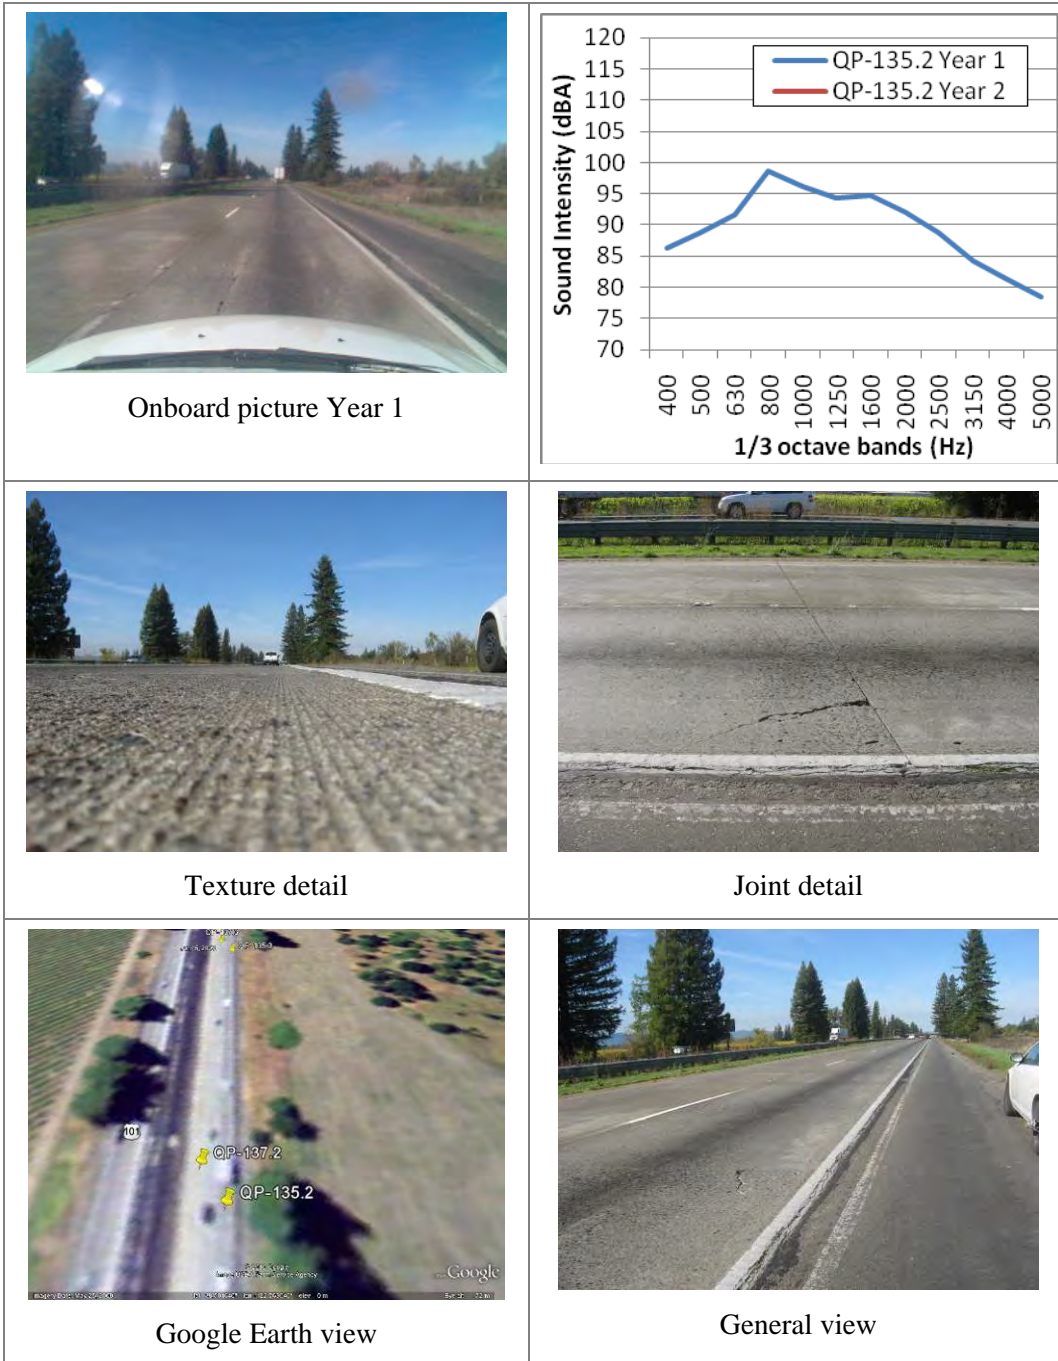 120
115
110
105
100
95
90
85
80
75
70
Sound Intensity (dBA)
QP-135.2 Year 1
QP-135.2 Year 2
400
500
630
800
1000
1250
1600
2000
2500
3150
4000
5000
1/3 octave bands (Hz)
Onboard picture Year 1
Texture detail
Joint detail
101
QP-137.2
QP-135.2
Google
Google Earth view
General view